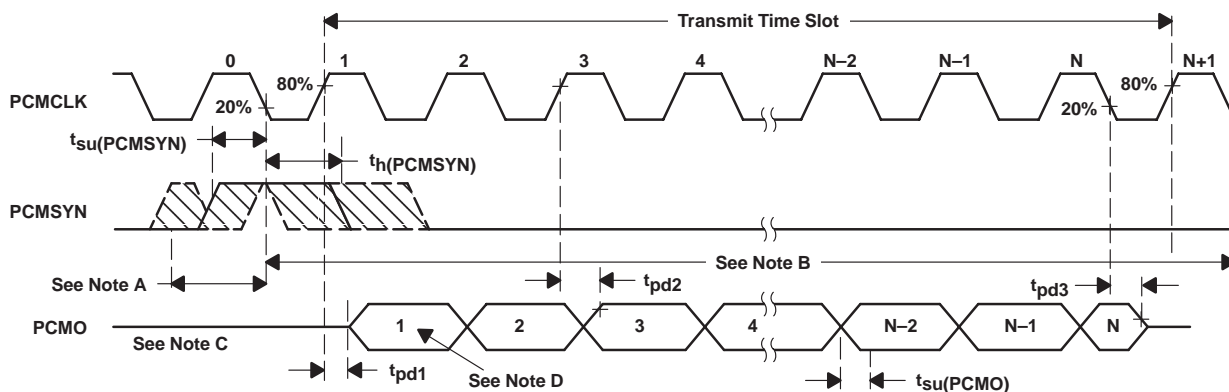 Transmit Time Slot
0 1 2 3 4 N–2 N–1 N N+1
80% 80%
PCMCLK
20% 20%
tsu(PCMSYN)
th(PCMSYN)
PCMSYN
See Note A
See Note B
tpd2
tpd3
PCMO
1 2 3 4 N–2 N–1 N
See Note C
tpd1
See Note D
tsu(PCMO)